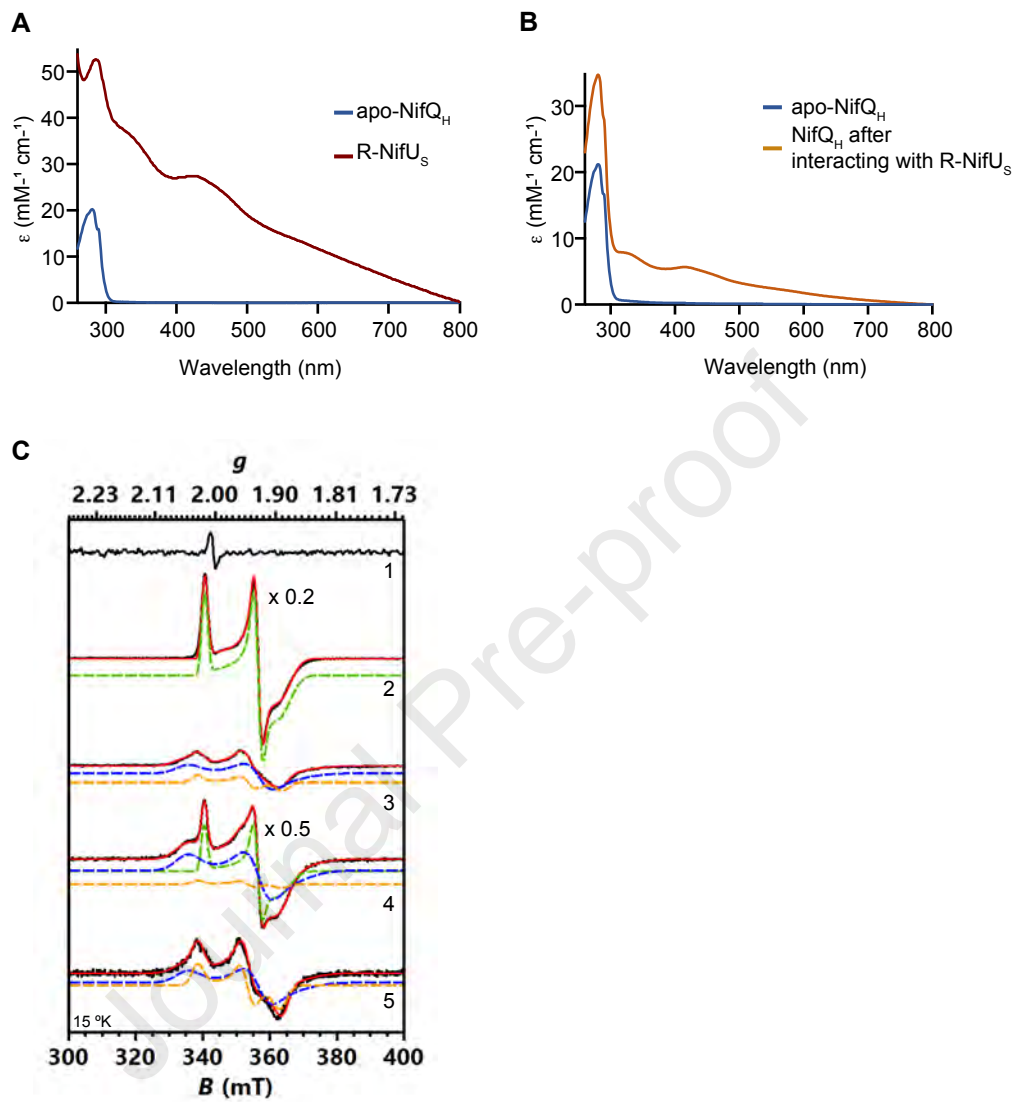 A
50
40
30
20
10
0
300 400 500 600 700 800
Wavelength (nm)
ε (mM-¹ cm-¹)
apo-NifQH
R-NifUS
B
30
20
10
0
300 400 500 600 700 800
Wavelength (nm)
ε (mM-¹ cm-¹)
apo-NifQH
NifQH after
interacting with R-NifUS
C
g
2.23 2.11 2.00 1.90 1.81 1.73
1
x 0.2
2
3
x 0.5
4
5
15 ºK
300 320 340 360 380 400
B (mT)
Journal Pre-proof